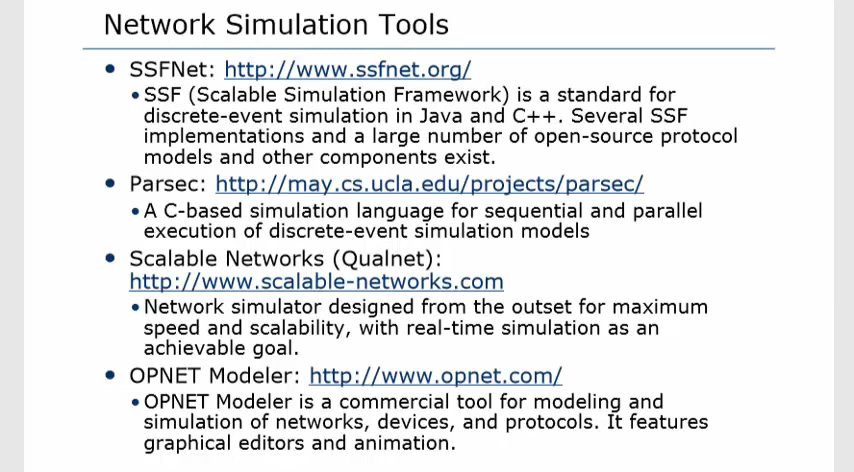 Network Simulation Tools
• SSFNet: http://www.ssfnet.org/
• SSF (Scalable Simulation Framework) is a standard for
discrete-event simulation in Java and C++. Several SSF
implementations and a large number of open-source protocol
models and other components exist.
• Parsec: http://may.cs.ucla.edu/projects/parsec/
• A C-based simulation language for sequential and parallel
execution of discrete-event simulation models
• Scalable Networks (Qualnet):
http://www.scalable-networks.com
• Network simulator designed from the outset for maximum
speed and scalability, with real-time simulation as an
achievable goal.
• OPNET Modeler: http://www.opnet.com/
• OPNET Modeler is a commercial tool for modeling and
simulation of networks, devices, and protocols. It features
graphical editors and animation.